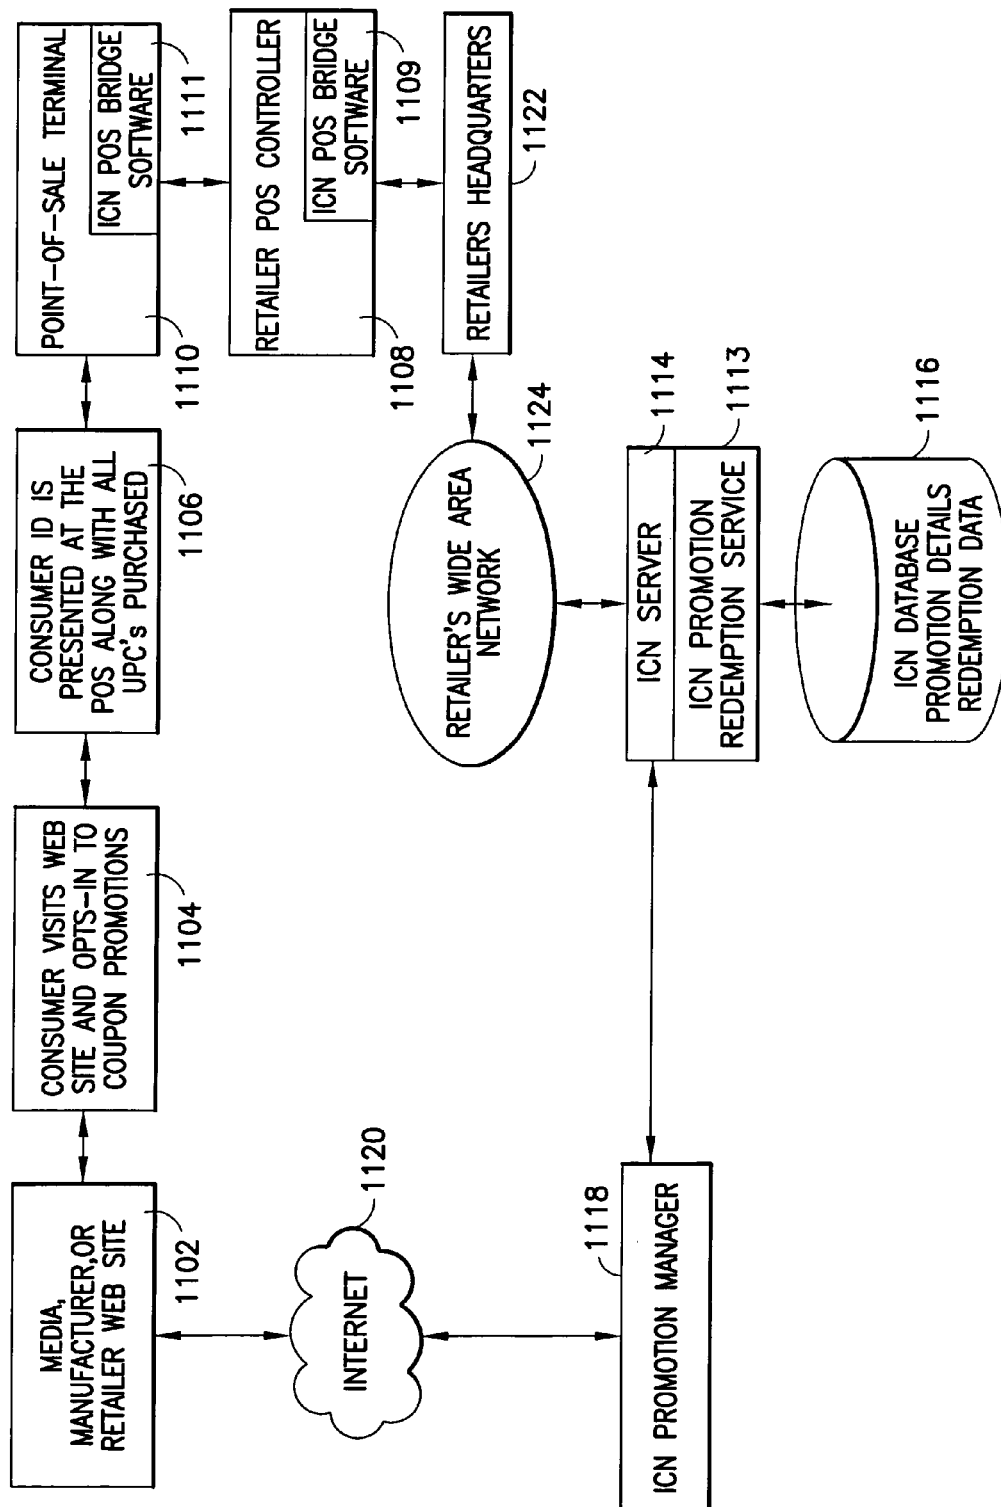 MEDIA,
MANUFACTURER,OR
RETAILER WEB SITE
1102
CONSUMER VISITS WEB
SITE AND OPTS-IN TO
COUPON PROMOTIONS
1104
CONSUMER ID IS
PRESENTED AT THE
POS ALONG WITH ALL
UPC's PURCHASED
1106
POINT-OF-SALE TERMINAL
ICN POS BRIDGE
SOFTWARE
1110
1111
RETAILER POS CONTROLLER
ICN POS BRIDGE
SOFTWARE
1108
1109
RETAILERS HEADQUARTERS
1122
INTERNET
1120
RETAILER'S WIDE AREA
NETWORK
1124
ICN PROMOTION MANAGER
1118
ICN SERVER
1114
ICN PROMOTION
REDEMPTION SERVICE
1113
ICN DATABASE
PROMOTION DETAILS
REDEMPTION DATA
1116